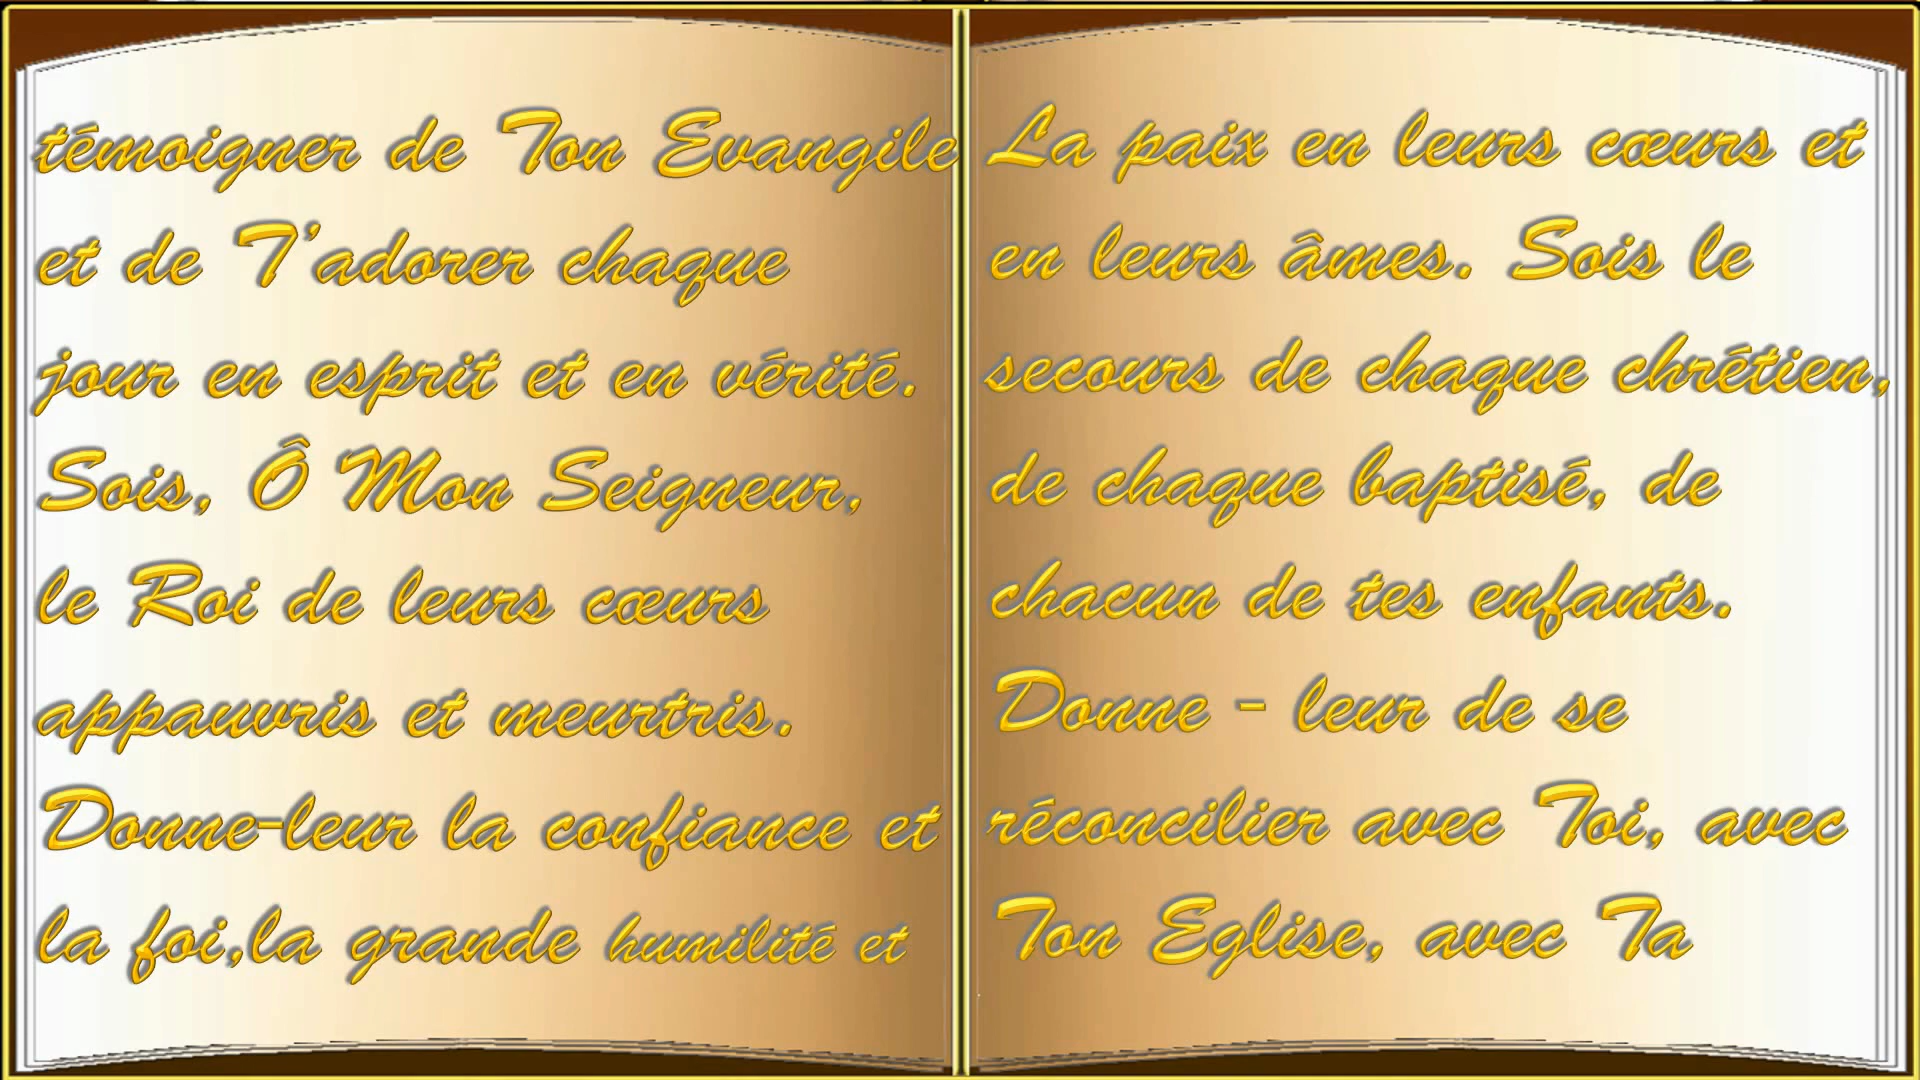 témoigner de Ton Evangile
et de T'adorer chaque
jour en esprit et en vérité.
Sois, Ô Mon Seigneur,
le Roi de leurs cœurs
appauvris et meurtris.
Donne-leur la confiance et
la foi,la grande humilité et
La paix en leurs cœurs et
en leurs âmes. Sois le
secours de chaque chrétien,
de chaque baptisé, de
chacun de tes enfants.
Donne - leur de se
réconcilier avec Toi, avec
Ton Eglise, avec Ta